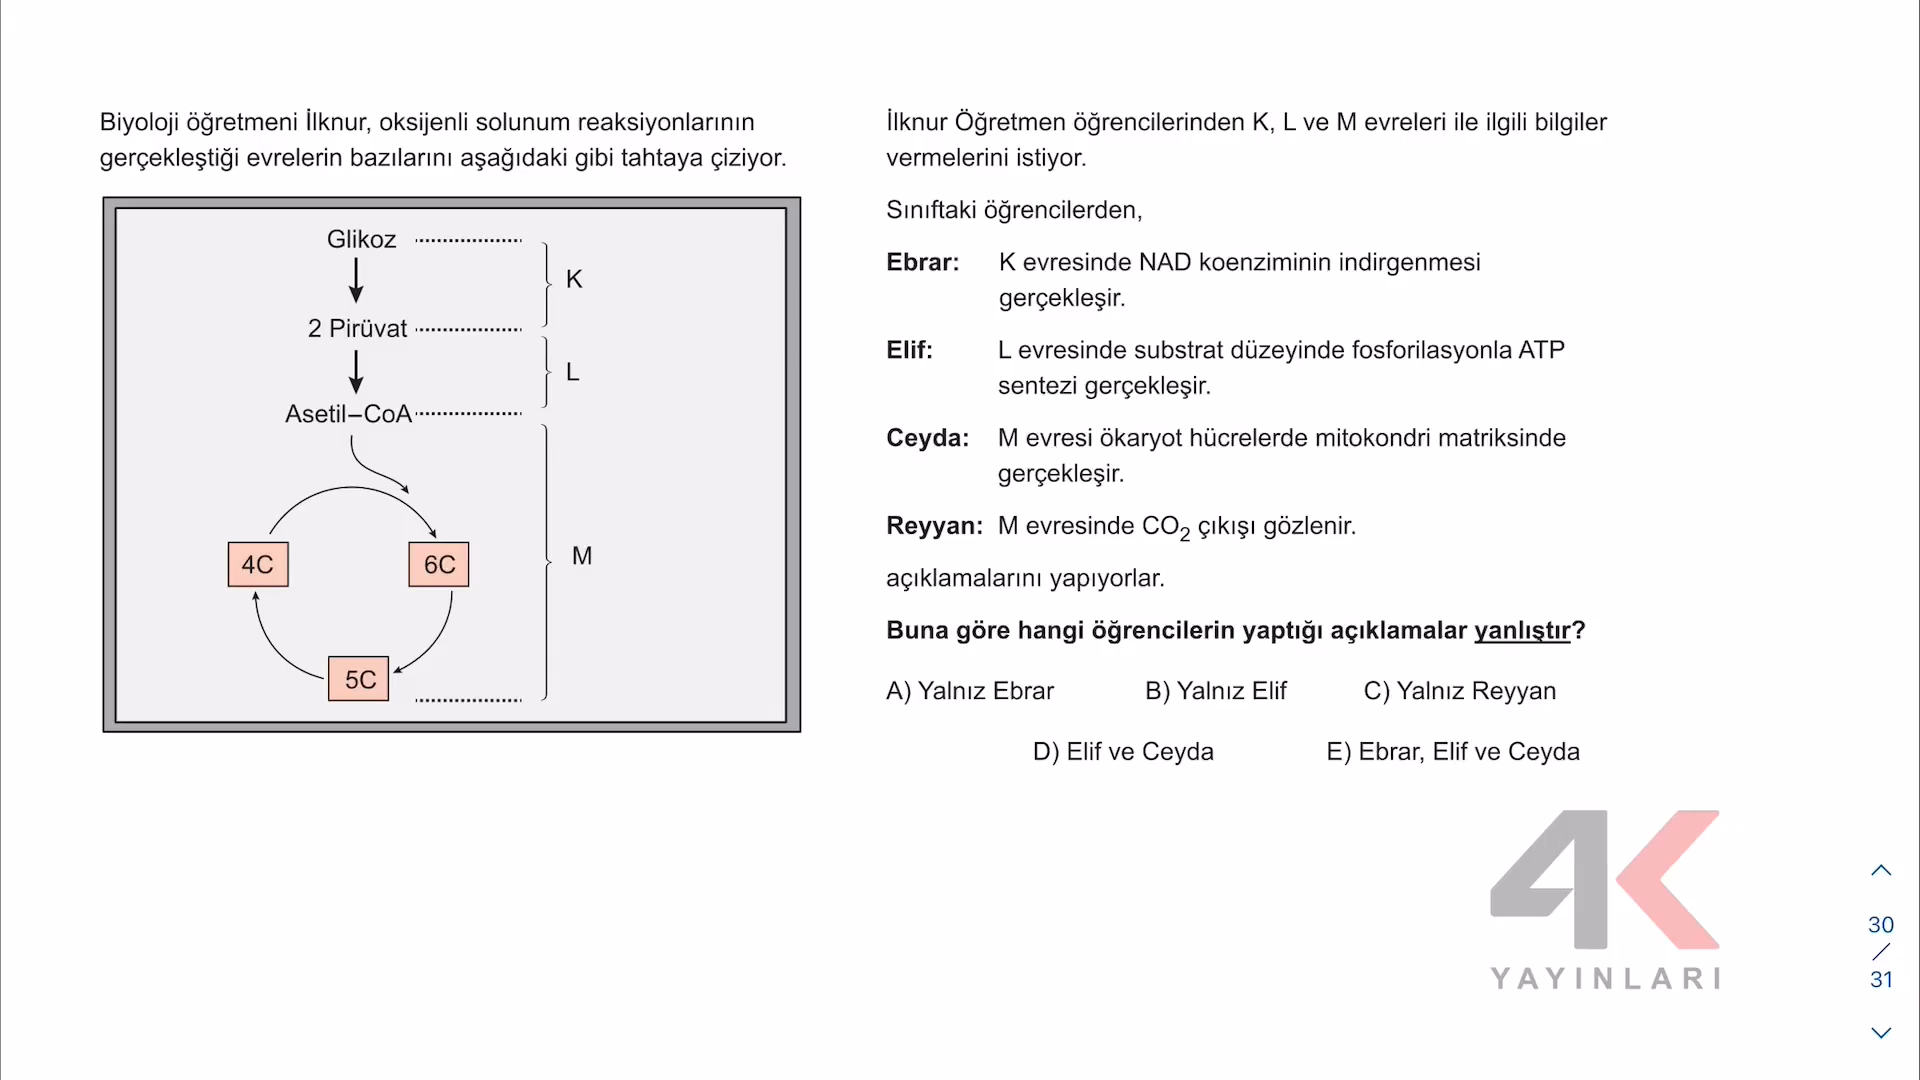 Biyoloji öğretmeni İlknur, oksijenli solunum reaksiyonlarının
gerçekleştiği evrelerin bazılarını aşağıdaki gibi tahtaya çiziyor.
Glikoz
K
2 Pirüvat
L
Asetil–CoA
M
4C
6C
5C
İlknur Öğretmen öğrencilerinden K, L ve M evreleri ile ilgili bilgiler
vermelerini istiyor.
Sınıftaki öğrencilerden,
Ebrar: K evresinde NAD koenziminin indirgenmesi
gerçekleşir.
Elif: L evresinde substrat düzeyinde fosforilasyonla ATP
sentezi gerçekleşir.
Ceyda: M evresi ökaryot hücrelerde mitokondri matriksinde
gerçekleşir.
Reyyan: M evresinde CO₂ çıkışı gözlenir.
açıklamalarını yapıyorlar.
Buna göre hangi öğrencilerin yaptığı açıklamalar yanlıştır?
A) Yalnız Ebrar B) Yalnız Elif C) Yalnız Reyyan
D) Elif ve Ceyda E) Ebrar, Elif ve Ceyda
4K
YAYINLARI
30
/
31